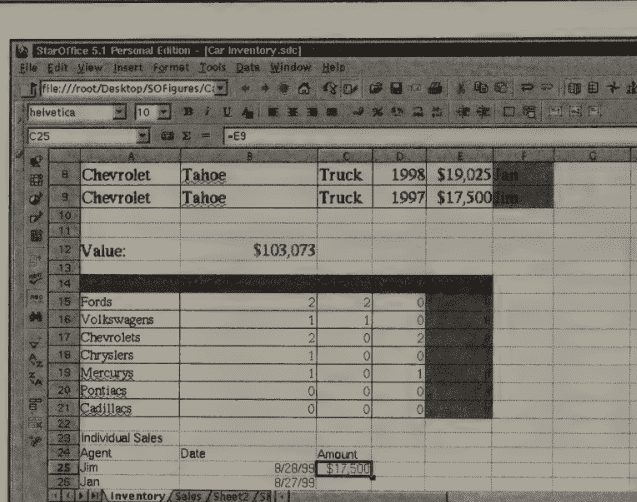 StarOffice 5.1 Personal Edition - [Car Inventory.sdc]
File Edit View Insert Format Tools Data Window Help
file:///root/Desktop/SOFigures/Ca
helvetica 10 B i U A
C25 Σ = =E9
A B C D E F G
8 Chevrolet Tahoe Truck 1998 $19,025 Jan
9 Chevrolet Tahoe Truck 1997 $17,500 Jim
10
11
12 Value: $103,073
13
14
15 Fords 2 2 0
16 Volkswagens 1 1 0
17 Chevrolets 2 0 2
18 Chryslers 1 0 0
19 Mercurys 1 0 1
20 Pontiacs 0 0 0
21 Cadillacs 0 0 0
22
23 Individual Sales
24 Agent Date Amount
25 Jim 8/28/99 $17,500
26 Jan 8/27/99
Inventory Sales Sheet2